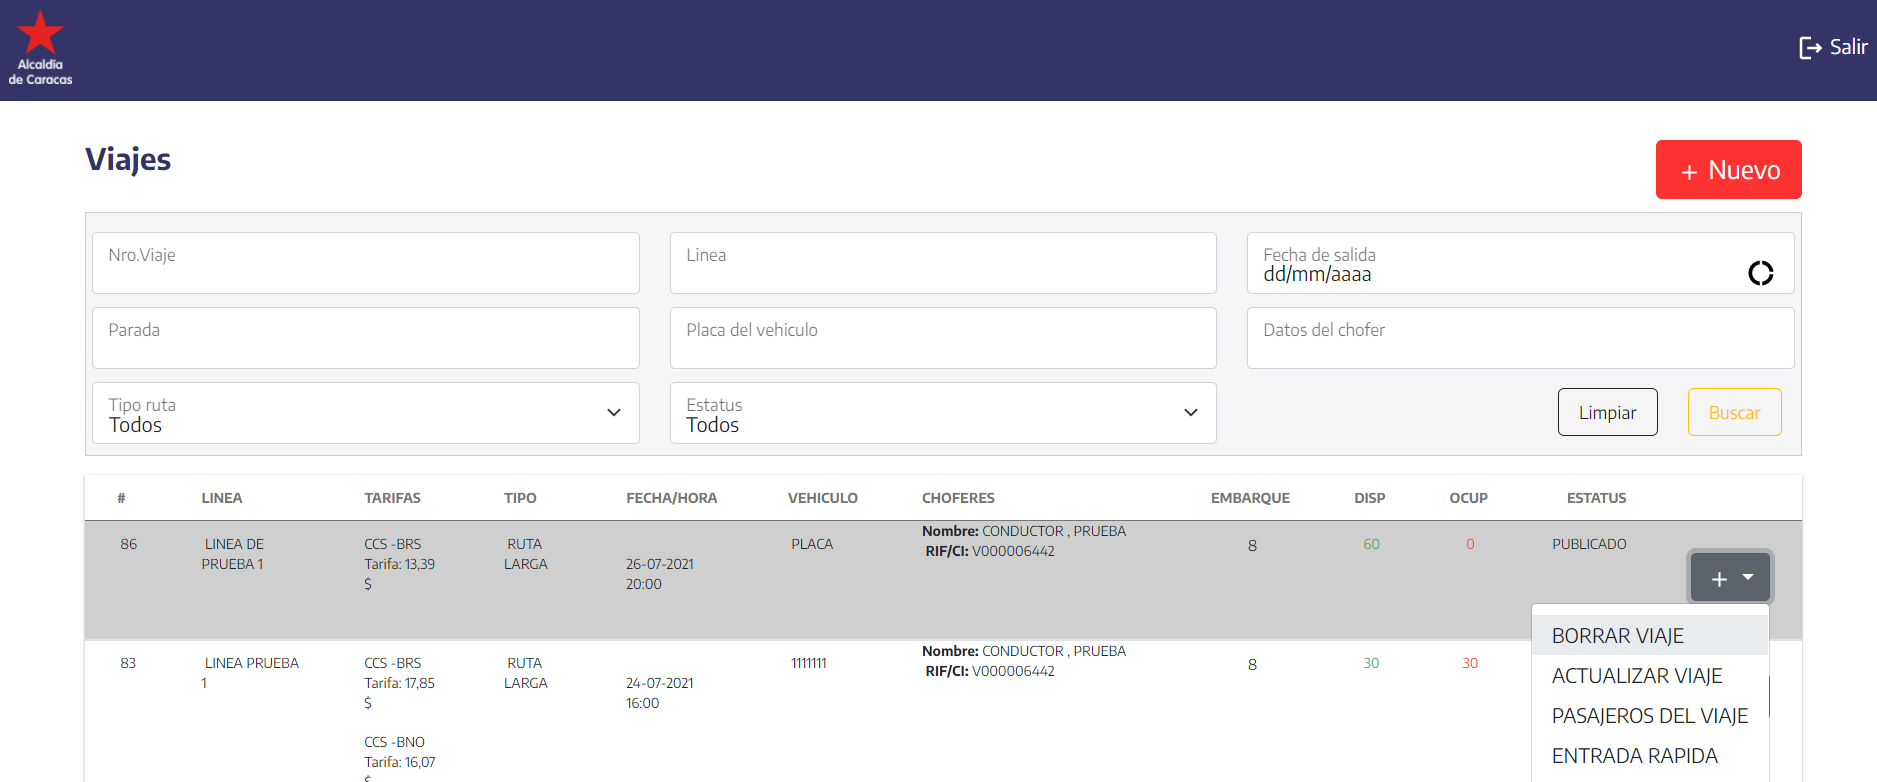 Alcaldía
de Caracas
Salir
Viajes
+ Nuevo
Nro.Viaje
Linea
Fecha de salida
dd/mm/aaaa
Parada
Placa del vehiculo
Datos del chofer
Tipo ruta
Todos
Estatus
Todos
Limpiar
Buscar
# LINEA TARIFAS TIPO FECHA/HORA VEHICULO CHOFERES EMBARQUE DISP OCUP ESTATUS
86
LINEA DE
PRUEBA 1
CCS -BRS
Tarifa: 13,39
$
RUTA
LARGA
26-07-2021
20:00
PLACA
Nombre: CONDUCTOR , PRUEBA
RIF/CI: V000006442
8
60
0
PUBLICADO
+
BORRAR VIAJE
ACTUALIZAR VIAJE
PASAJEROS DEL VIAJE
ENTRADA RAPIDA
83
LINEA PRUEBA
1
CCS -BRS
Tarifa: 17,85
$
CCS -BNO
Tarifa: 16,07
$
RUTA
LARGA
24-07-2021
16:00
1111111
Nombre: CONDUCTOR , PRUEBA
RIF/CI: V000006442
8
30
30